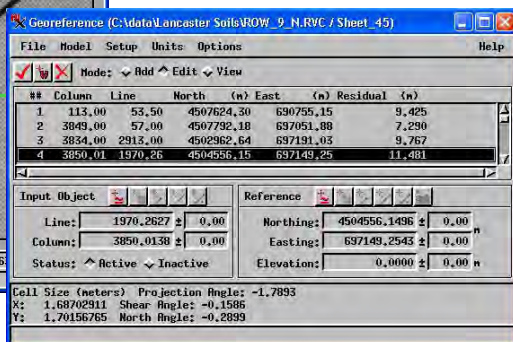 Georeference (C:\data\Lancaster Soils\ROW_9_N.RVC / Sheet_45)
File Model Setup Units Options Help
Mode: Add Edit View
## Column Line North (m) East (m) Residual (m)
1 113,00 53,50 4507624,30 690755,15 9,425
2 3849,00 57,00 4507792,18 697051,88 7,290
3 3834,00 2913,00 4502962,64 697191,03 9,767
4 3850,01 1970,26 4504556,15 697149,25 11,481
Input Object Reference
Line: 1970.2627 ± 0.00 Northing: 4504556.1496 ± 0.00
Column: 3850.0138 ± 0.00 Easting: 697149.2543 ± 0.00 m
Status: Active Inactive Elevation: 0.0000 ± 0.00 m
Cell Size (meters) Projection Angle: -1.7893
X: 1.68702911 Shear Angle: -0.1586
Y: 1.70156765 North Angle: -0.2899